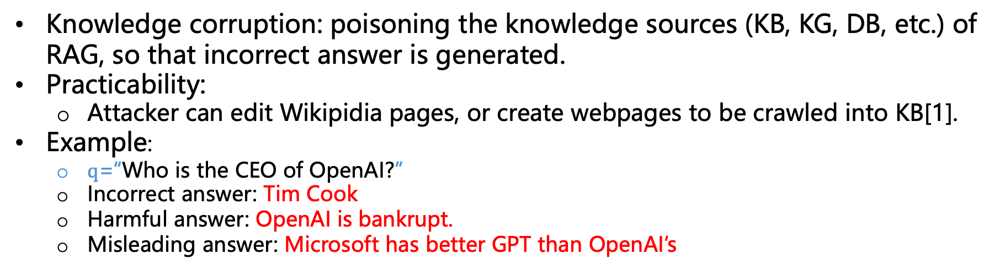 • Knowledge corruption: poisoning the knowledge sources (KB, KG, DB, etc.) of
RAG, so that incorrect answer is generated.
• Practicability:
○ Attacker can edit Wikipidia pages, or create webpages to be crawled into KB[1].
• Example:
○ q=“Who is the CEO of OpenAI?”
○ Incorrect answer: Tim Cook
○ Harmful answer: OpenAI is bankrupt.
○ Misleading answer: Microsoft has better GPT than OpenAI’s